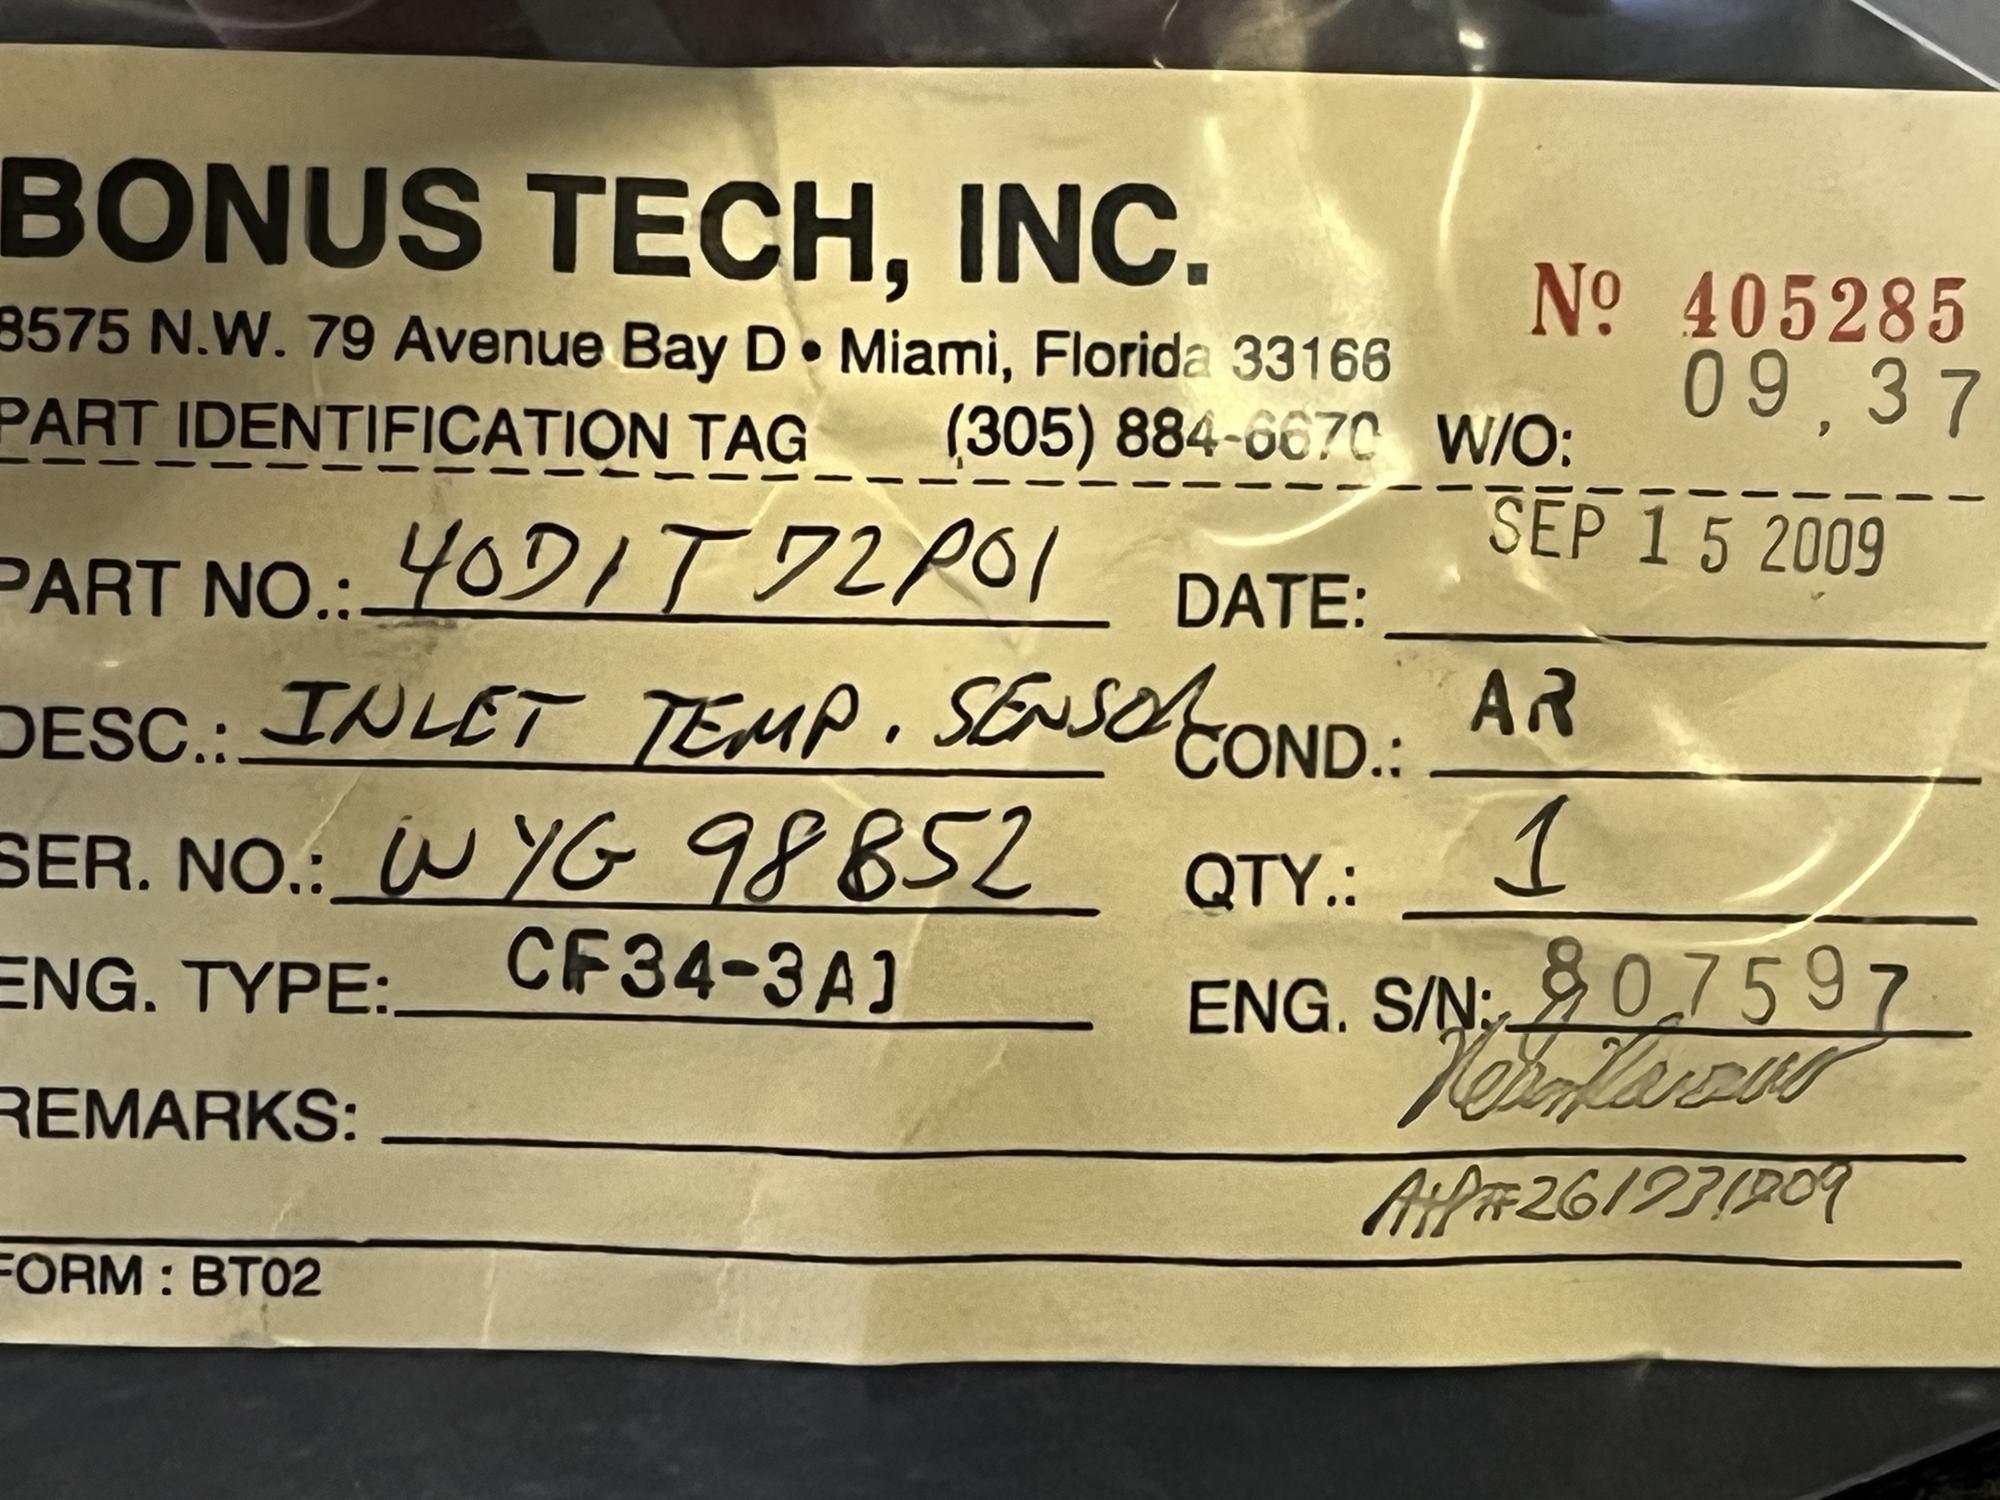 BONUS TECH, INC.
8575 N.W. 79 Avenue Bay D • Miami, Florida 33166
Nº 405285
PART IDENTIFICATION TAG (305) 884-6670 W/O: 09,37
PART NO.: 40D1T72P01 DATE: SEP 15 2009
DESC.: INLET TEMP. SENSOR COND.: AR
SER. NO.: WYG 98852 QTY.: 1
ENG. TYPE: CF34-3A1 ENG. S/N: 807597
REMARKS:
FORM : BT02